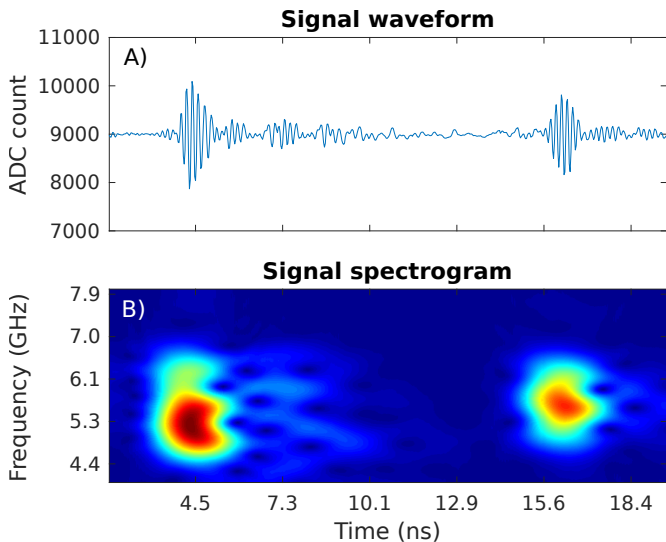 Signal waveform
A)
11000
10000
9000
8000
7000
ADC count
Signal spectrogram
B)
7.9
7.0
6.1
5.3
4.4
Frequency (GHz)
4.5 7.3 10.1 12.9 15.6 18.4
Time (ns)